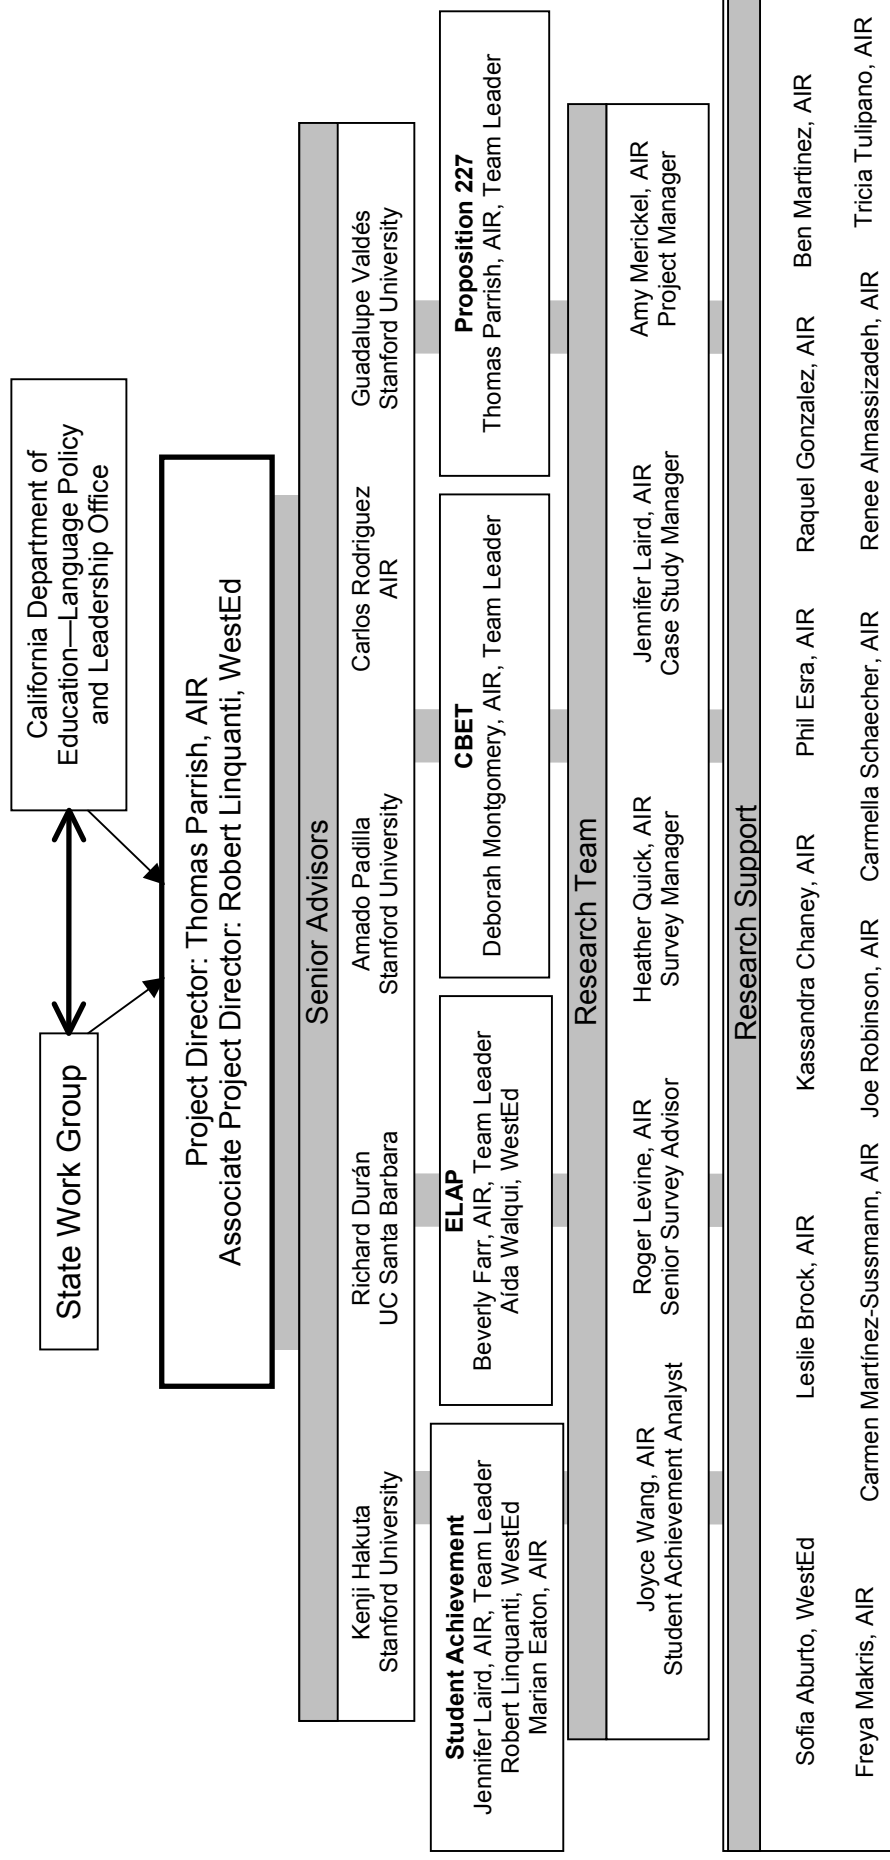 State Work Group
California Department of
Education—Language Policy
and Leadership Office
Project Director: Thomas Parrish, AIR
Associate Project Director: Robert Linquanti, WestEd
Senior Advisors
Kenji Hakuta
Stanford University
Richard Durán
UC Santa Barbara
Amado Padilla
Stanford University
Carlos Rodriguez
AIR
Guadalupe Valdés
Stanford University
Student Achievement
Jennifer Laird, AIR, Team Leader
Robert Linquanti, WestEd
Marian Eaton, AIR
ELAP
Beverly Farr, AIR, Team Leader
Aída Walqui, WestEd
CBET
Deborah Montgomery, AIR, Team Leader
Proposition 227
Thomas Parrish, AIR, Team Leader
Research Team
Joyce Wang, AIR
Student Achievement Analyst
Roger Levine, AIR
Senior Survey Advisor
Heather Quick, AIR
Survey Manager
Jennifer Laird, AIR
Case Study Manager
Amy Merickel, AIR
Project Manager
Research Support
Sofia Aburto, WestEd Leslie Brock, AIR Kassandra Chaney, AIR Phil Esra, AIR Raquel Gonzalez, AIR Ben Martinez, AIR
Freya Makris, AIR Carmen Martínez-Sussmann, AIR Joe Robinson, AIR Carmella Schaecher, AIR Renee Almassizadeh, AIR Tricia Tulipano, AIR